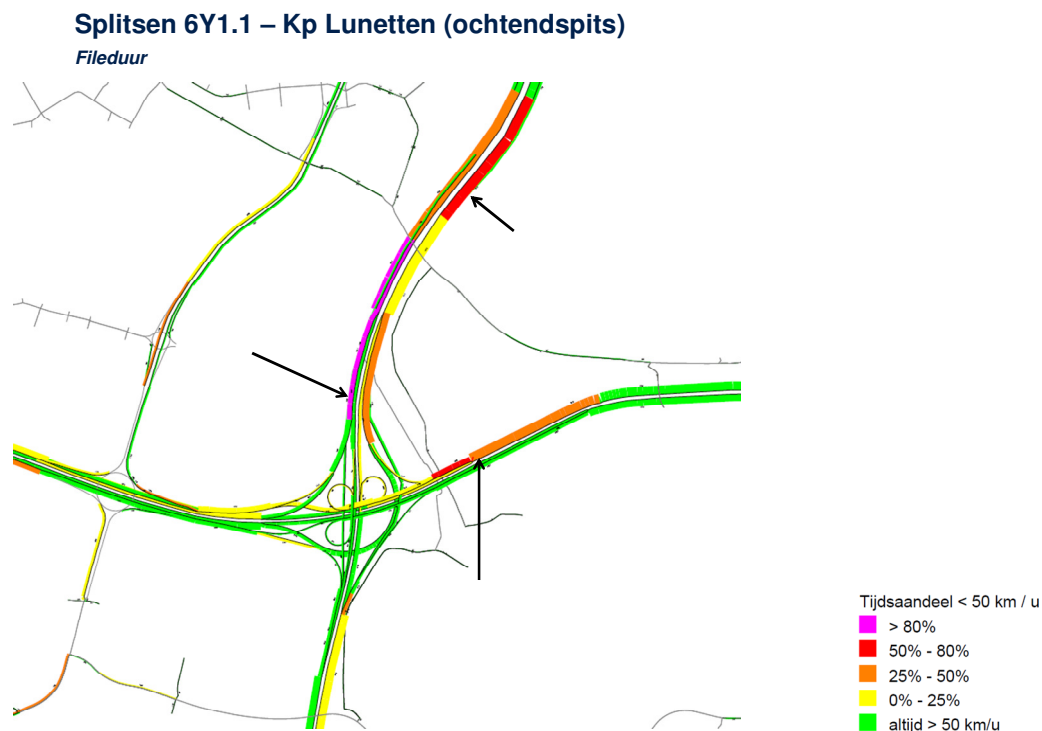 Splitsen 6Y1.1 – Kp Lunetten (ochtendspits)
Fileduur
Tijdsaandeel < 50 km / u
> 80%
50% - 80%
25% - 50%
0% - 25%
altijd > 50 km/u